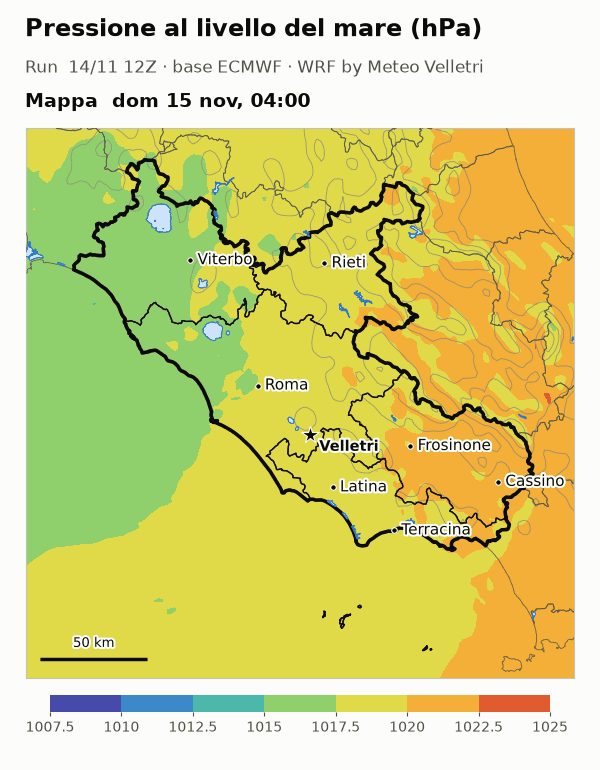 Pressione al livello del mare (hPa)
Run  14/11 12Z · base ECMWF · WRF by Meteo Velletri
Mappa  dom 15 nov, 04:00
Viterbo
Rieti
Roma
Velletri
Frosinone
Cassino
Latina
Terracina
50 km
1007.5 1010 1012.5 1015 1017.5 1020 1022.5 1025